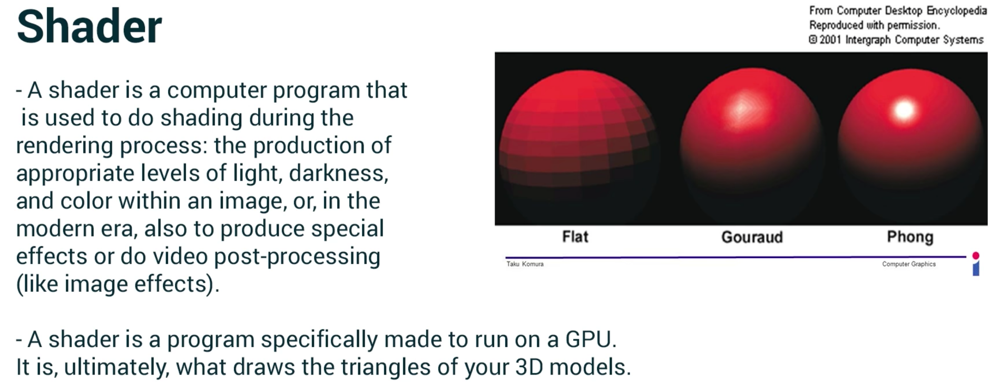 Shader
From Computer Desktop Encyclopedia
Reproduced with permission.
© 2001 Intergraph Computer Systems
- A shader is a computer program that
is used to do shading during the
rendering process: the production of
appropriate levels of light, darkness,
and color within an image, or, in the
modern era, also to produce special
effects or do video post-processing
(like image effects).
Flat Gouraud Phong
Taku Komura Computer Graphics
- A shader is a program specifically made to run on a GPU.
It is, ultimately, what draws the triangles of your 3D models.